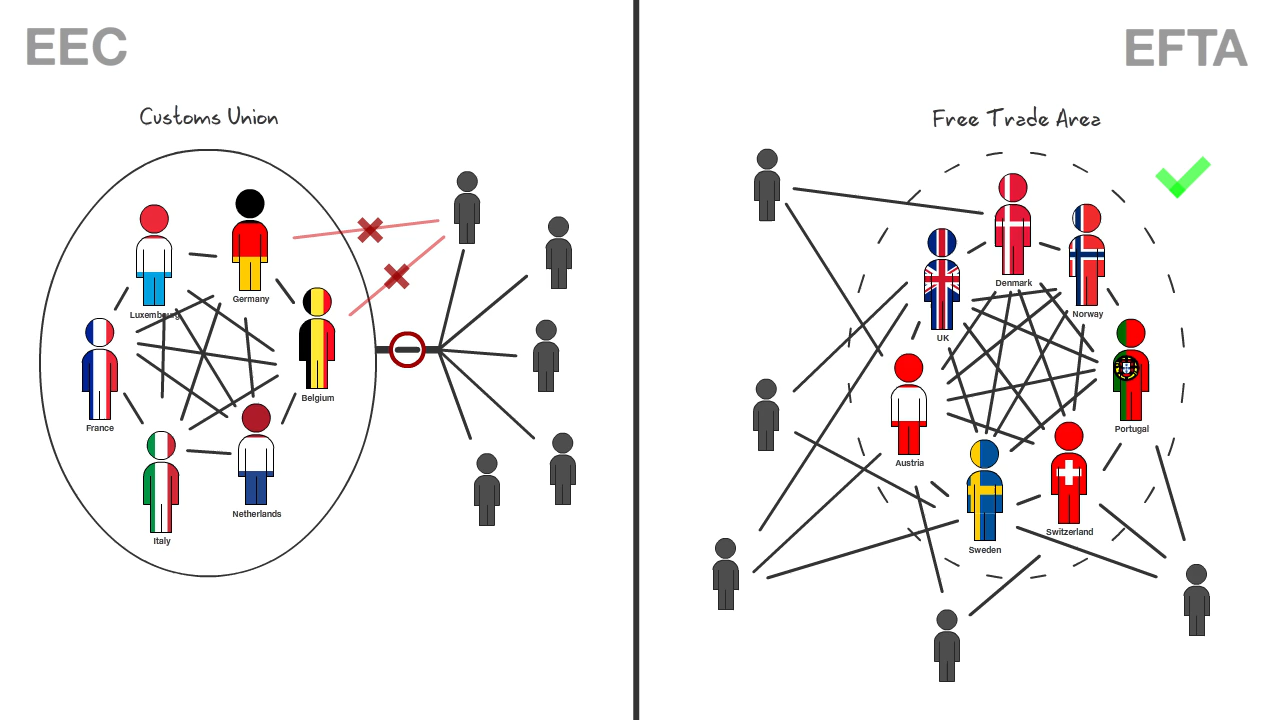 EEC
Customs Union
Luxembourg
Germany
Belgium
France
Netherlands
Italy
EFTA
Free Trade Area
Denmark
Norway
UK
Portugal
Austria
Switzerland
Sweden